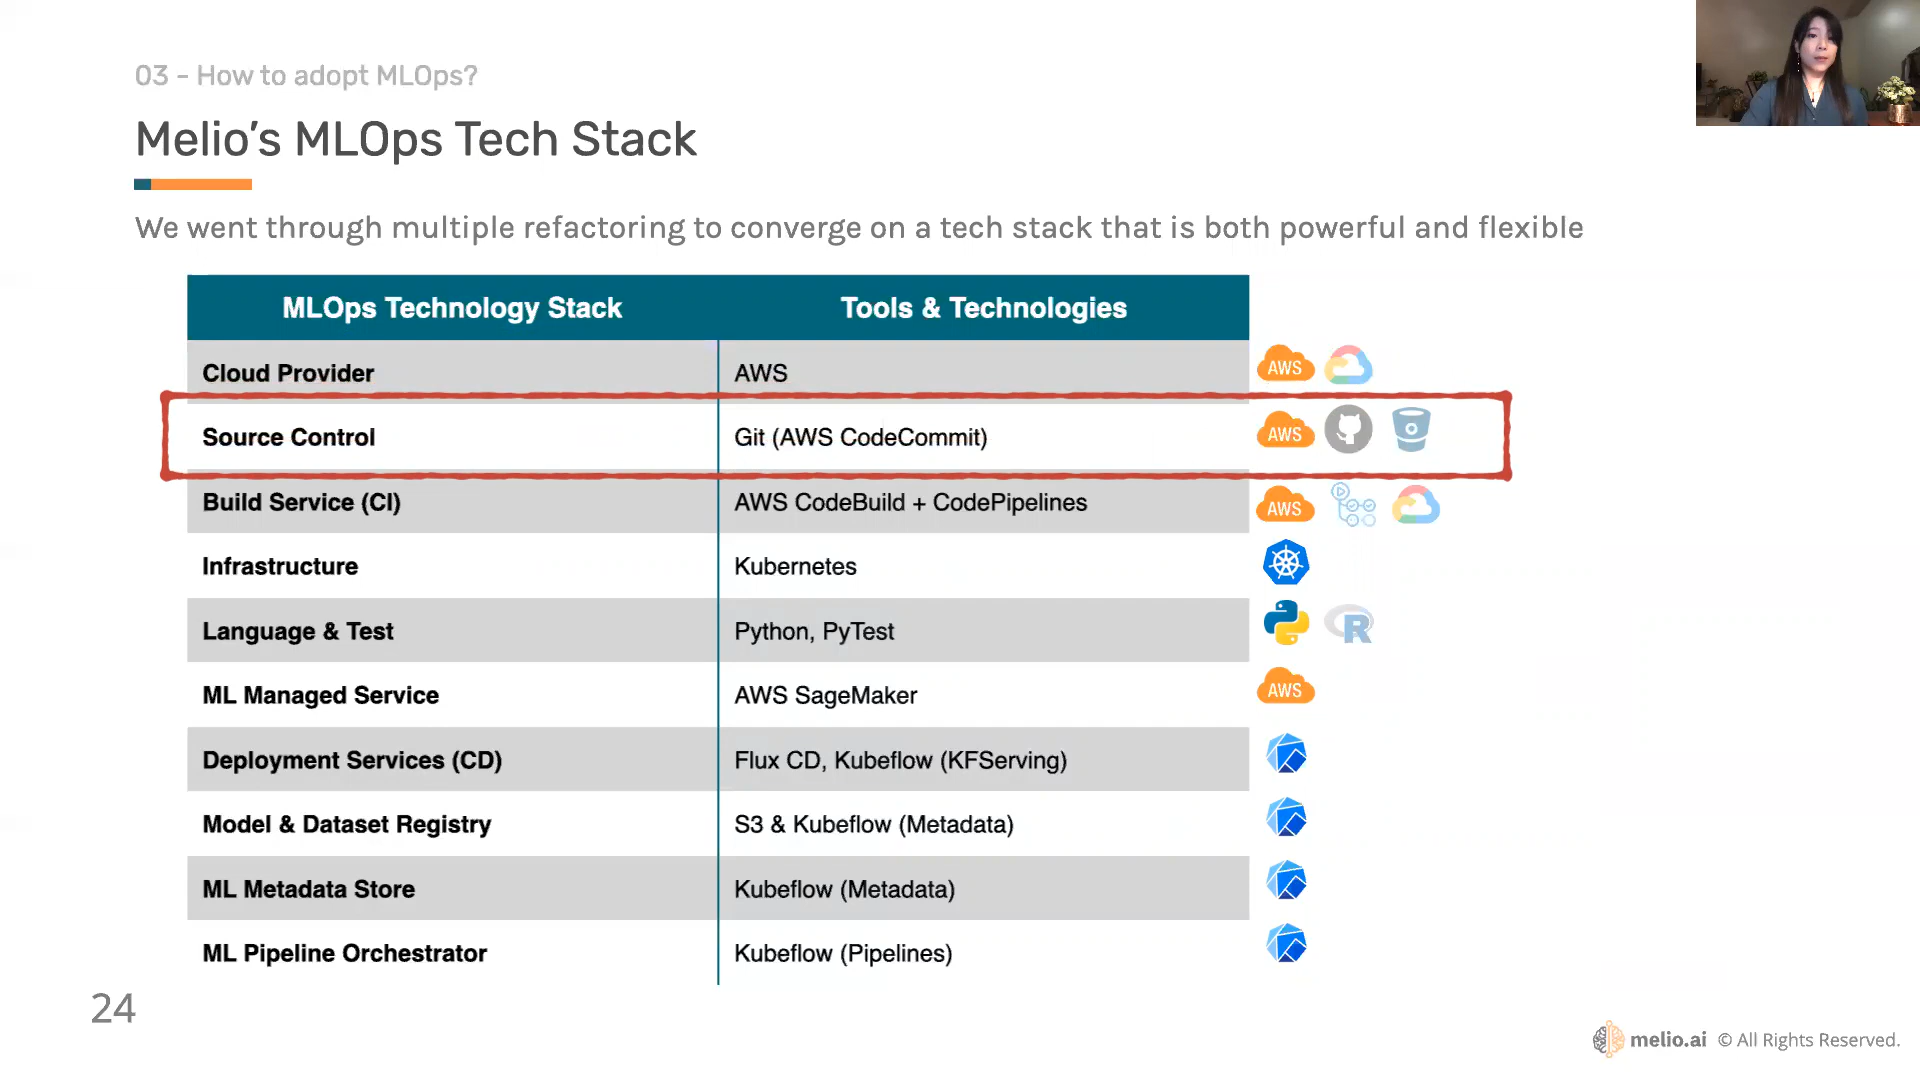 03 - How to adopt MLOps?
Melio's MLOps Tech Stack
We went through multiple refactoring to converge on a tech stack that is both powerful and flexible
MLOps Technology Stack Tools & Technologies
Cloud Provider AWS AWS
Source Control Git (AWS CodeCommit) AWS
Build Service (CI) AWS CodeBuild + CodePipelines AWS
Infrastructure Kubernetes
Language & Test Python, PyTest R
ML Managed Service AWS SageMaker AWS
Deployment Services (CD) Flux CD, Kubeflow (KFServing)
Model & Dataset Registry S3 & Kubeflow (Metadata)
ML Metadata Store Kubeflow (Metadata)
ML Pipeline Orchestrator Kubeflow (Pipelines)
24
melio.ai © All Rights Reserved.